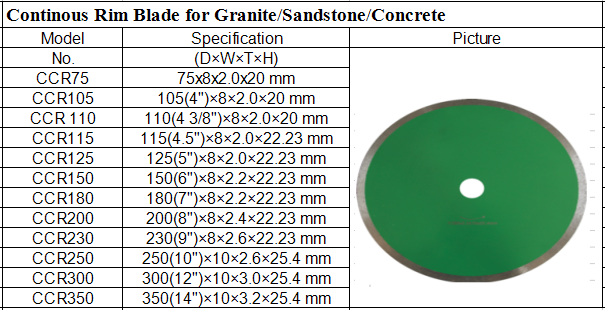 Continous Rim Blade for Granite/Sandstone/Concrete
Model Specification Picture
No. (D×W×T×H)
CCR75 75x8x2.0x20 mm
CCR105 105(4")×8×2.0×20 mm
CCR 110 110(4 3/8")×8×2.0×20 mm
CCR115 115(4.5")×8×2.0×22.23 mm
CCR125 125(5")×8×2.0×22.23 mm
CCR150 150(6")×8×2.2×22.23 mm
CCR180 180(7")×8×2.2×22.23 mm
CCR200 200(8")×8×2.4×22.23 mm
CCR230 230(9")×8×2.6×22.23 mm
CCR250 250(10")×10×2.6×25.4 mm
CCR300 300(12")×10×3.0×25.4 mm
CCR350 350(14")×10×3.2×25.4 mm